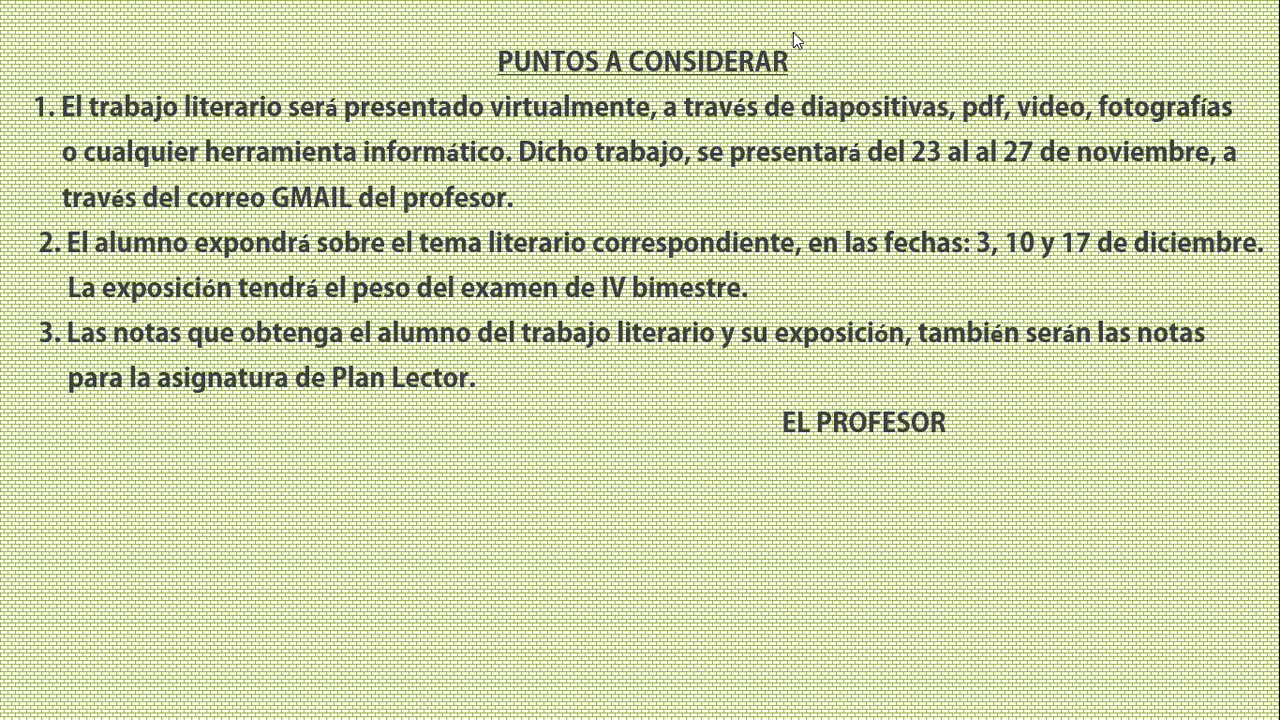 PUNTOS A CONSIDERAR
1. El trabajo literario será presentado virtualmente, a través de diapositivas, pdf, video, fotografías
o cualquier herramienta informático. Dicho trabajo, se presentará del 23 al al 27 de noviembre, a
través del correo GMAIL del profesor.
2. El alumno expondrá sobre el tema literario correspondiente, en las fechas: 3, 10 y 17 de diciembre.
La exposición tendrá el peso del examen de IV bimestre.
3. Las notas que obtenga el alumno del trabajo literario y su exposición, también serán las notas
para la asignatura de Plan Lector.
EL PROFESOR